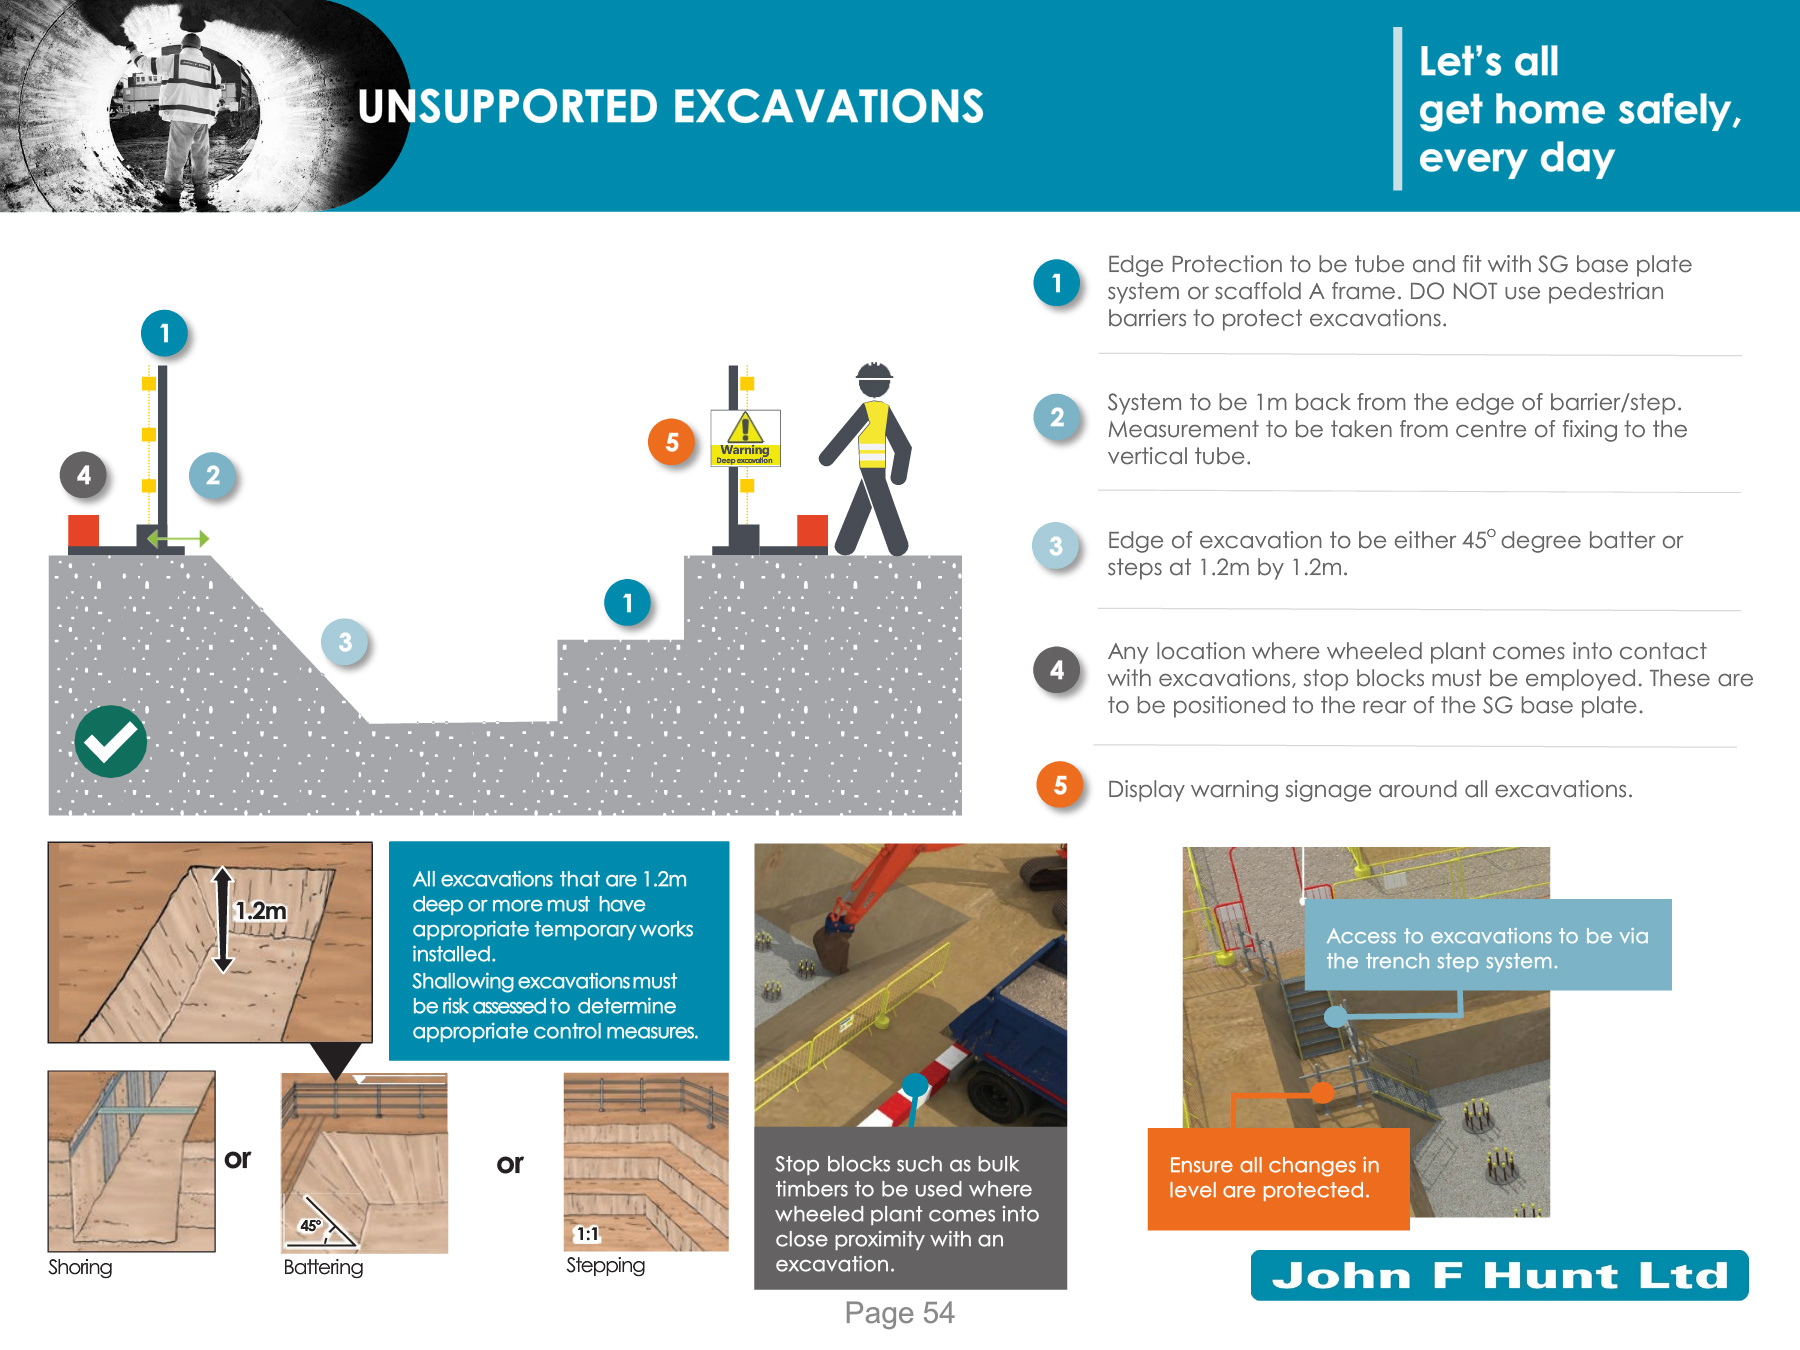 UNSUPPORTED EXCAVATIONS
Let's all
get home safely,
every day
1
Edge Protection to be tube and fit with SG base plate
system or scaffold A frame. DO NOT use pedestrian
barriers to protect excavations.
2
System to be 1m back from the edge of barrier/step.
Measurement to be taken from centre of fixing to the
vertical tube.
3
Edge of excavation to be either 45° degree batter or
steps at 1.2m by 1.2m.
4
Any location where wheeled plant comes into contact
with excavations, stop blocks must be employed. These are
to be positioned to the rear of the SG base plate.
5
Display warning signage around all excavations.
1
4
2
5
Warning
Deep excavation
3
1
1.2m
All excavations that are 1.2m
deep or more must have
appropriate temporary works
installed.
Shallowing excavations must
be risk assessed to determine
appropriate control measures.
or
45°
or
1:1
Shoring
Battering
Stepping
Stop blocks such as bulk
timbers to be used where
wheeled plant comes into
close proximity with an
excavation.
Access to excavations to be via
the trench step system.
Ensure all changes in
level are protected.
John F Hunt Ltd
Page 54